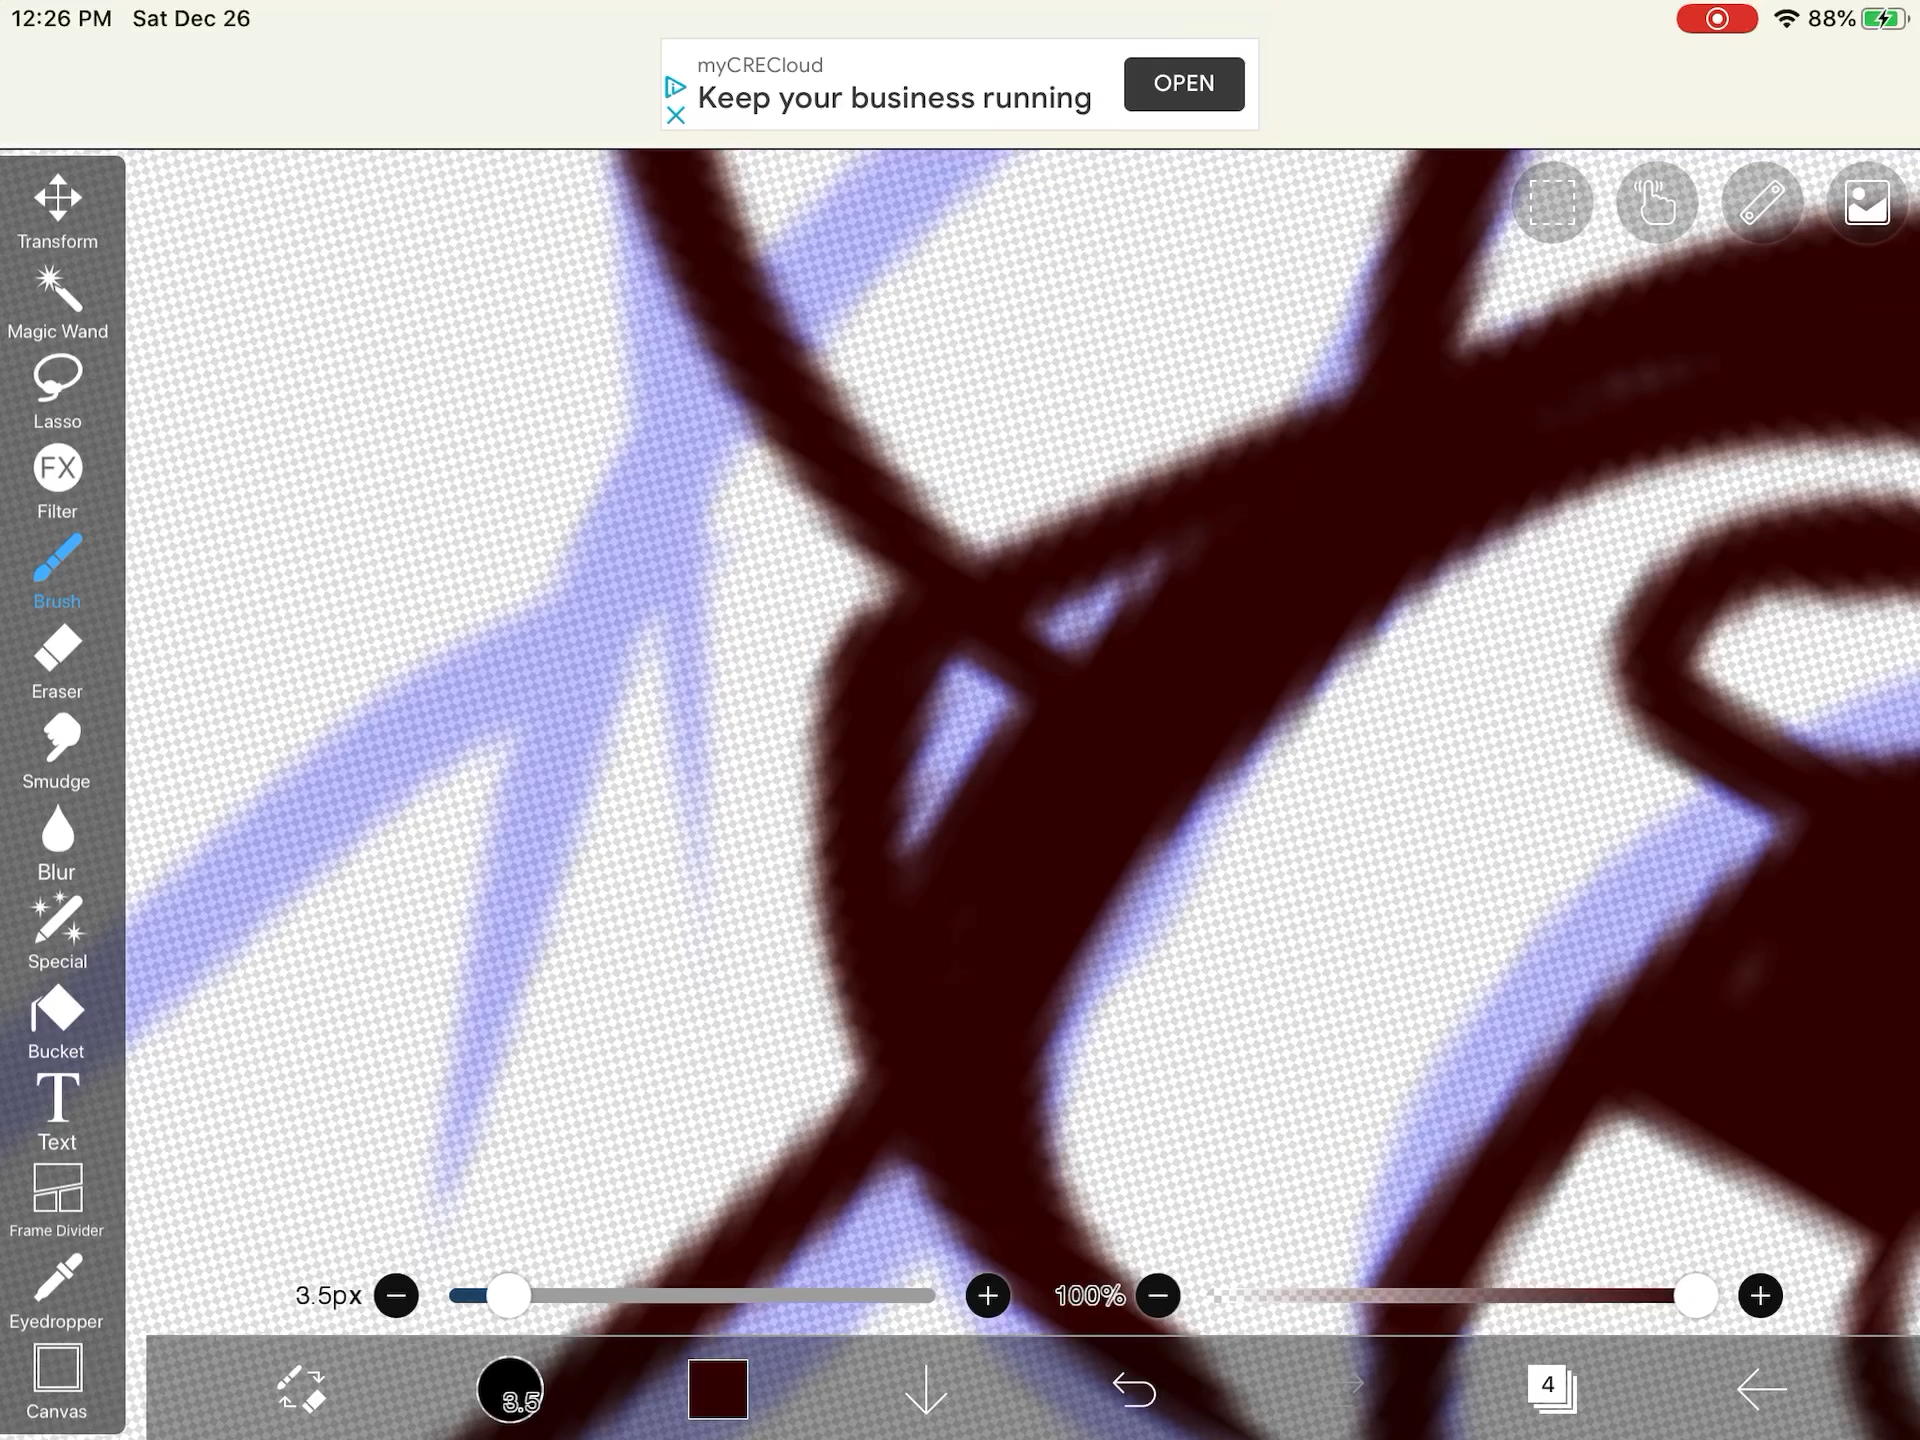 12:26 PM Sat Dec 26
88%
myCRECloud
Keep your business running
OPEN
Transform
Magic Wand
Lasso
FX
Filter
Brush
Eraser
Smudge
Blur
Special
Bucket
T
Text
Frame Divider
Eyedropper
Canvas
3.5px
100%
3.5
4